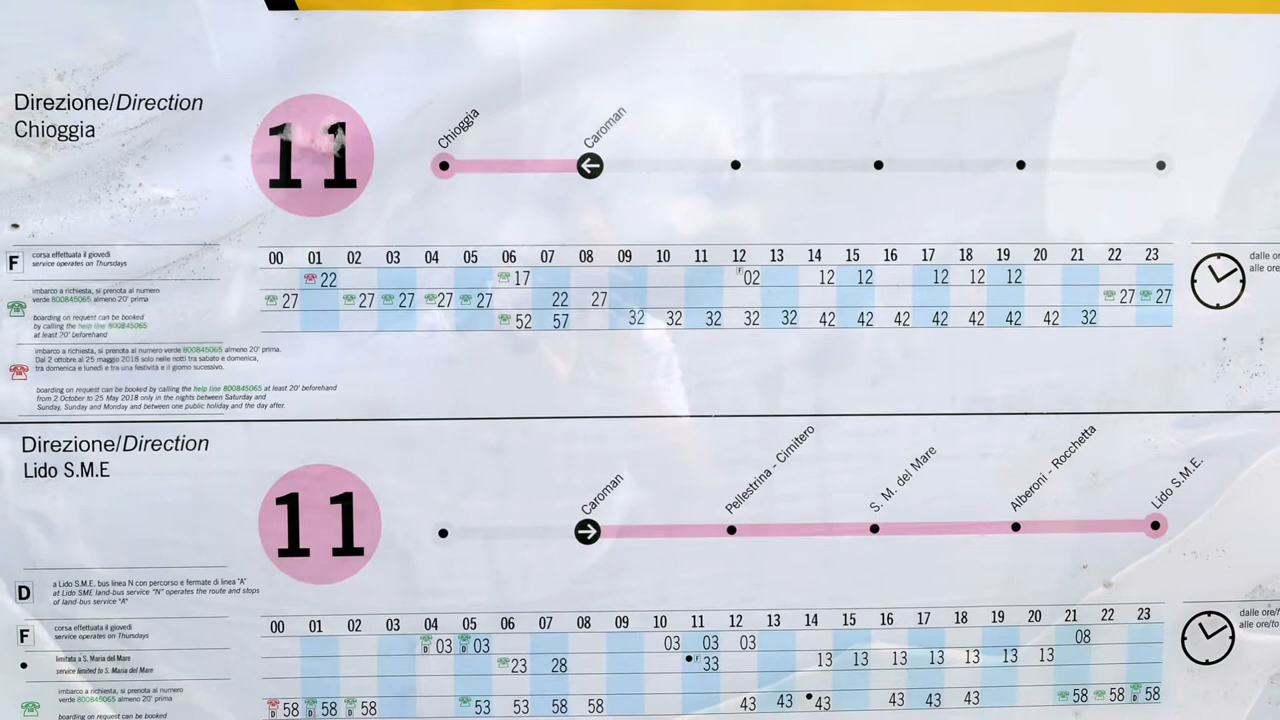 Direzione/Direction
Chioggia
11
Chioggia
Caroman
F corsa effettuata il giovedì
service operates on Thursdays
imbarco a richiesta, si prenota al numero
verde 800845065 almeno 20' prima
boarding on request can be booked
by calling the help line 800845065
at least 20' beforehand
imbarco a richiesta, si prenota al numero verde 800845065 almeno 20' prima.
Dal 2 ottobre al 25 maggio 2018 solo nelle notti tra sabato e domenica,
tra domenica e lunedì e tra una festività e il giorno sucessivo.
boarding on request can be booked by calling the help line 800845065 at least 20' beforehand
from 2 October to 25 May 2018 only in the nights between Saturday and
Sunday, Sunday and Monday and between one public holiday and the day after.
00 01 02 03 04 05 06 07 08 09 10 11 12 13 14 15 16 17 18 19 20 21 22 23
22 17 F 02 12 12 12 12 12
27 27 27 27 27 22 27 27 27
52 57 32 32 32 32 32 42 42 42 42 42 42 42 32
dalle or
alle ore
Direzione/Direction
Lido S.M.E
11
Caroman
Pellestrina - Cimitero
S. M. del Mare
Alberoni - Rocchetta
Lido S.M.E.
D a Lido S.M.E. bus linea N con percorso e fermate di linea "A"
at Lido SME land-bus service "N" operates the route and stops
of land-bus service "A"
F corsa effettuata il giovedì
service operates on Thursdays
limitata a S. Maria del Mare
service limited to S. Maria del Mare
imbarco a richiesta, si prenota al numero
verde 800845065 almeno 20' prima
boarding on request can be booked
00 01 02 03 04 05 06 07 08 09 10 11 12 13 14 15 16 17 18 19 20 21 22 23
D 03 D 03 03 03 03 08
23 28 F 33 13 13 13 13 13 13 13
D 58 D 58 D 58 53 53 58 58 43 43 43 43 43 43 58 58 D 58
dalle ore/f
alle ore/to